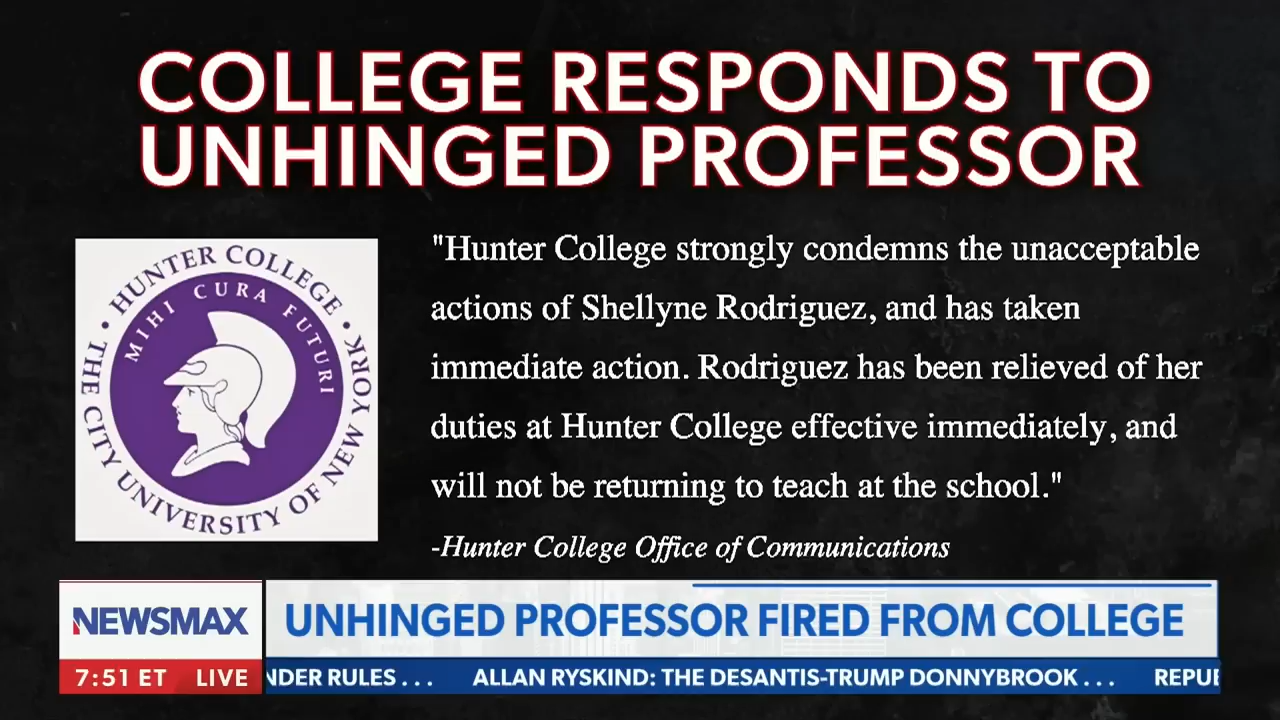 COLLEGE RESPONDS TO
UNHINGED PROFESSOR
HUNTER COLLEGE • THE CITY UNIVERSITY OF NEW YORK •
MIHI CURA FUTURI
"Hunter College strongly condemns the unacceptable
actions of Shellyne Rodriguez, and has taken
immediate action. Rodriguez has been relieved of her
duties at Hunter College effective immediately, and
will not be returning to teach at the school."
-Hunter College Office of Communications
NEWSMAX
UNHINGED PROFESSOR FIRED FROM COLLEGE
7:51 ET LIVE
NDER RULES . . . ALLAN RYSKIND: THE DESANTIS-TRUMP DONNYBROOK . . . REPU